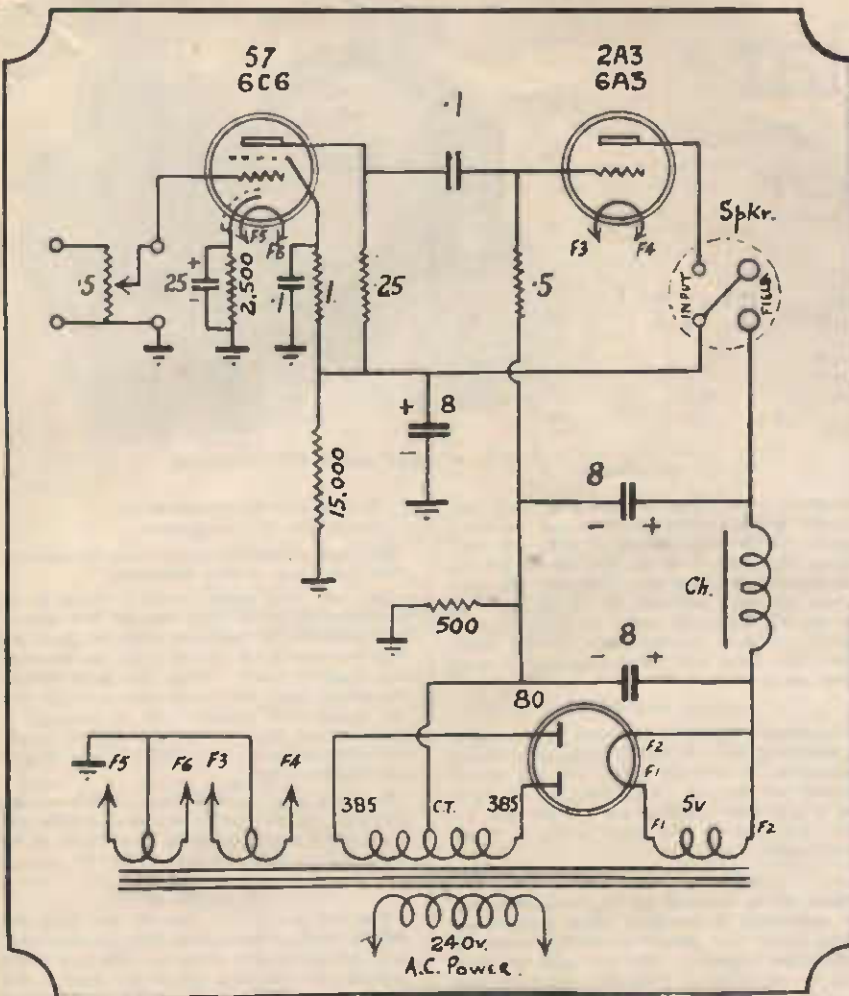 57
6C6
2A3
6A3
.1
Spkr.
F5
F6
F3
F4
INPUT
FIELD
.5
+
25
-
2,500
.1
1.
.25
.5
+
8
-
15,000
8
- +
Ch.
500
8
- +
80
F2
F1
F5
F6
F3
F4
385
C.T.
385
5v
F1
F2
240v.
A.C. POWER.